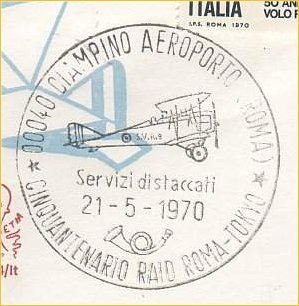 ITALIA
I.P.S. ROMA 1970
50 AN
VOLO R
00040 CIAMPINO AEROPORTO (ROMA)
S.V.A.9
Servizi distaccati
21-5-1970
CINQUANTENARIO RAID ROMA-TOKYO